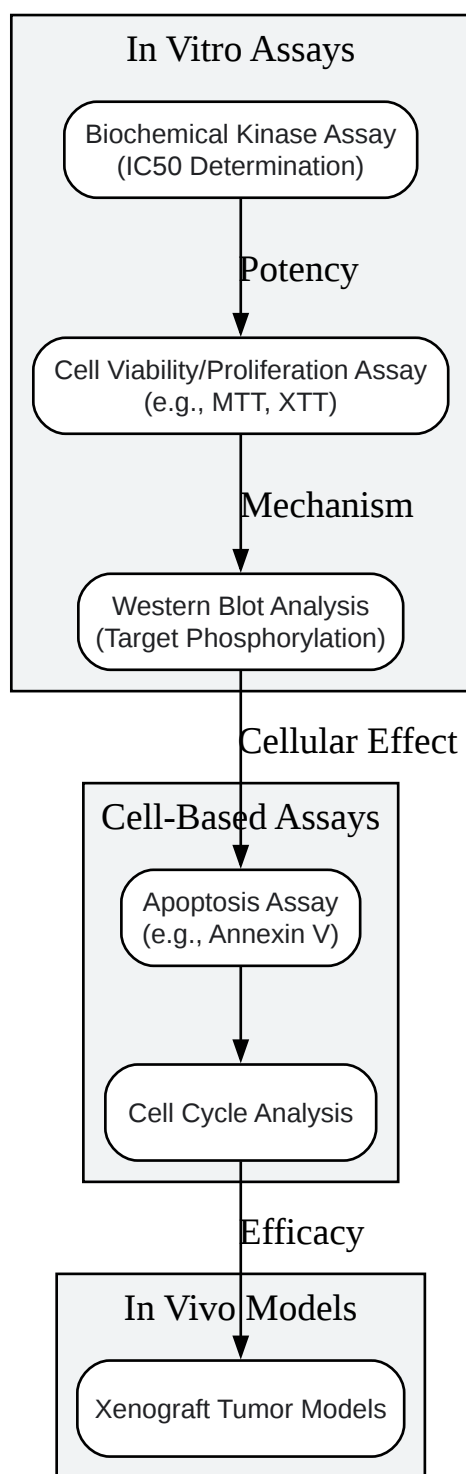 In Vitro Assays
Biochemical Kinase Assay
(IC50 Determination)
Potency
Cell Viability/Proliferation Assay
(e.g., MTT, XTT)
Mechanism
Western Blot Analysis
(Target Phosphorylation)
Cellular Effect
Cell-Based Assays
Apoptosis Assay
(e.g., Annexin V)
Cell Cycle Analysis
Efficacy
In Vivo Models
Xenograft Tumor Models